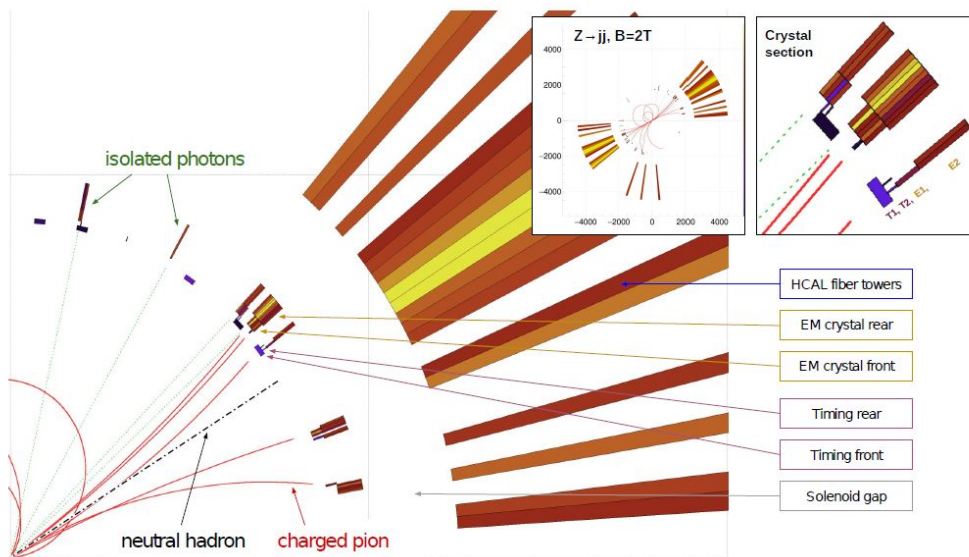 Z→jj, B=2T
4000
2000
0
−2000
−4000
−4000
−2000
0
2000
4000
Crystal
section
T1, T2, E1, E2
isolated photons
HCAL fiber towers
EM crystal rear
EM crystal front
Timing rear
Timing front
Solenoid gap
neutral hadron
charged pion